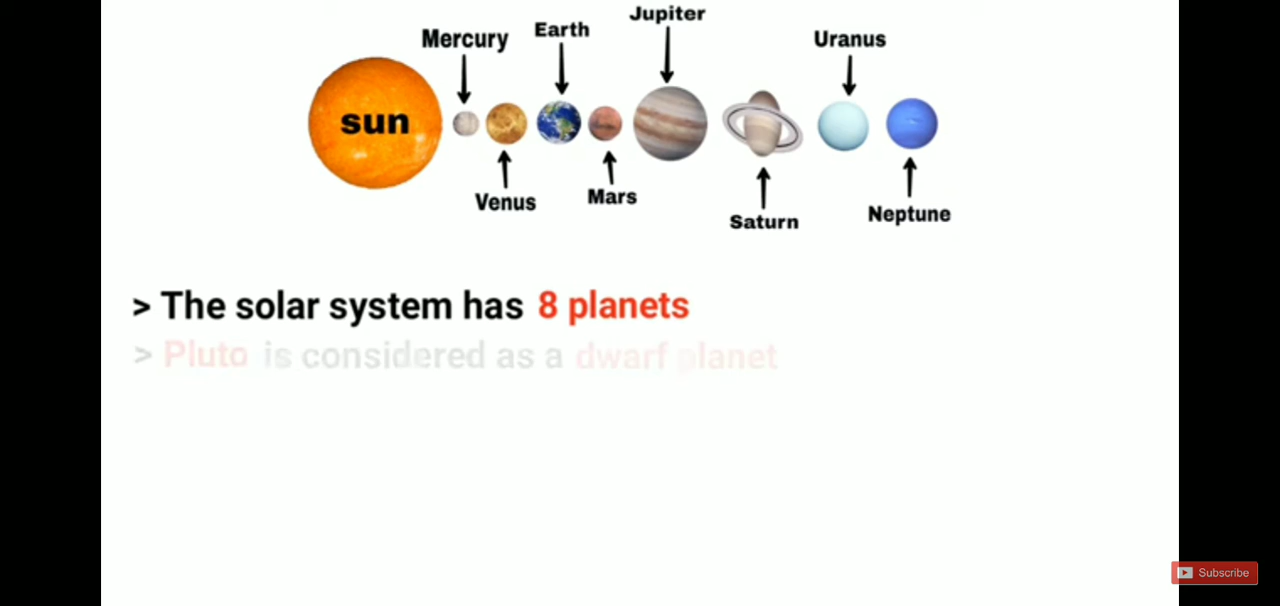 Jupiter
Earth
Mercury
Uranus
sun
Mars
Venus
Neptune
Saturn
> The solar system has 8 planets
> Pluto is considered as a dwarf planet
Subscribe